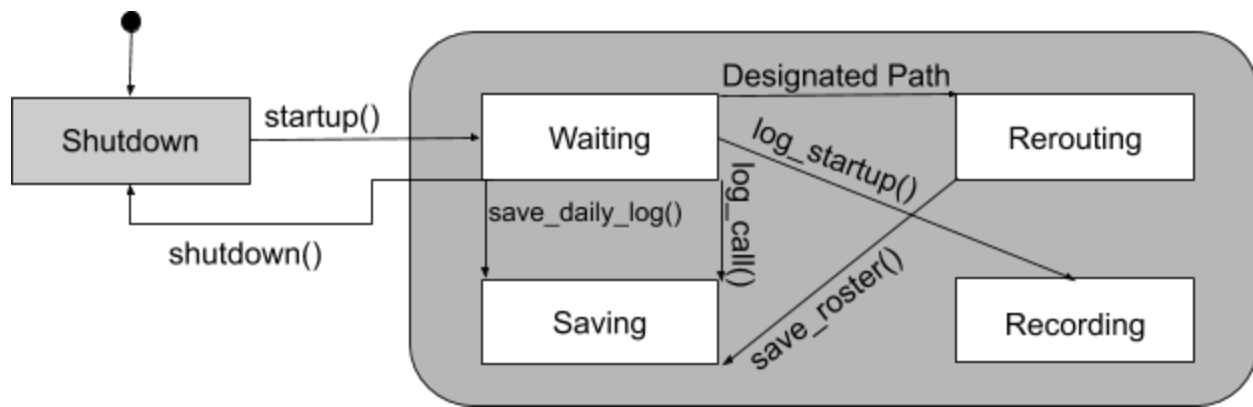 Designated Path
startup()
Shutdown
Waiting
log_startup()
Rerouting
save_daily_log()
log_call()
shutdown()
save_roster()
Saving
Recording